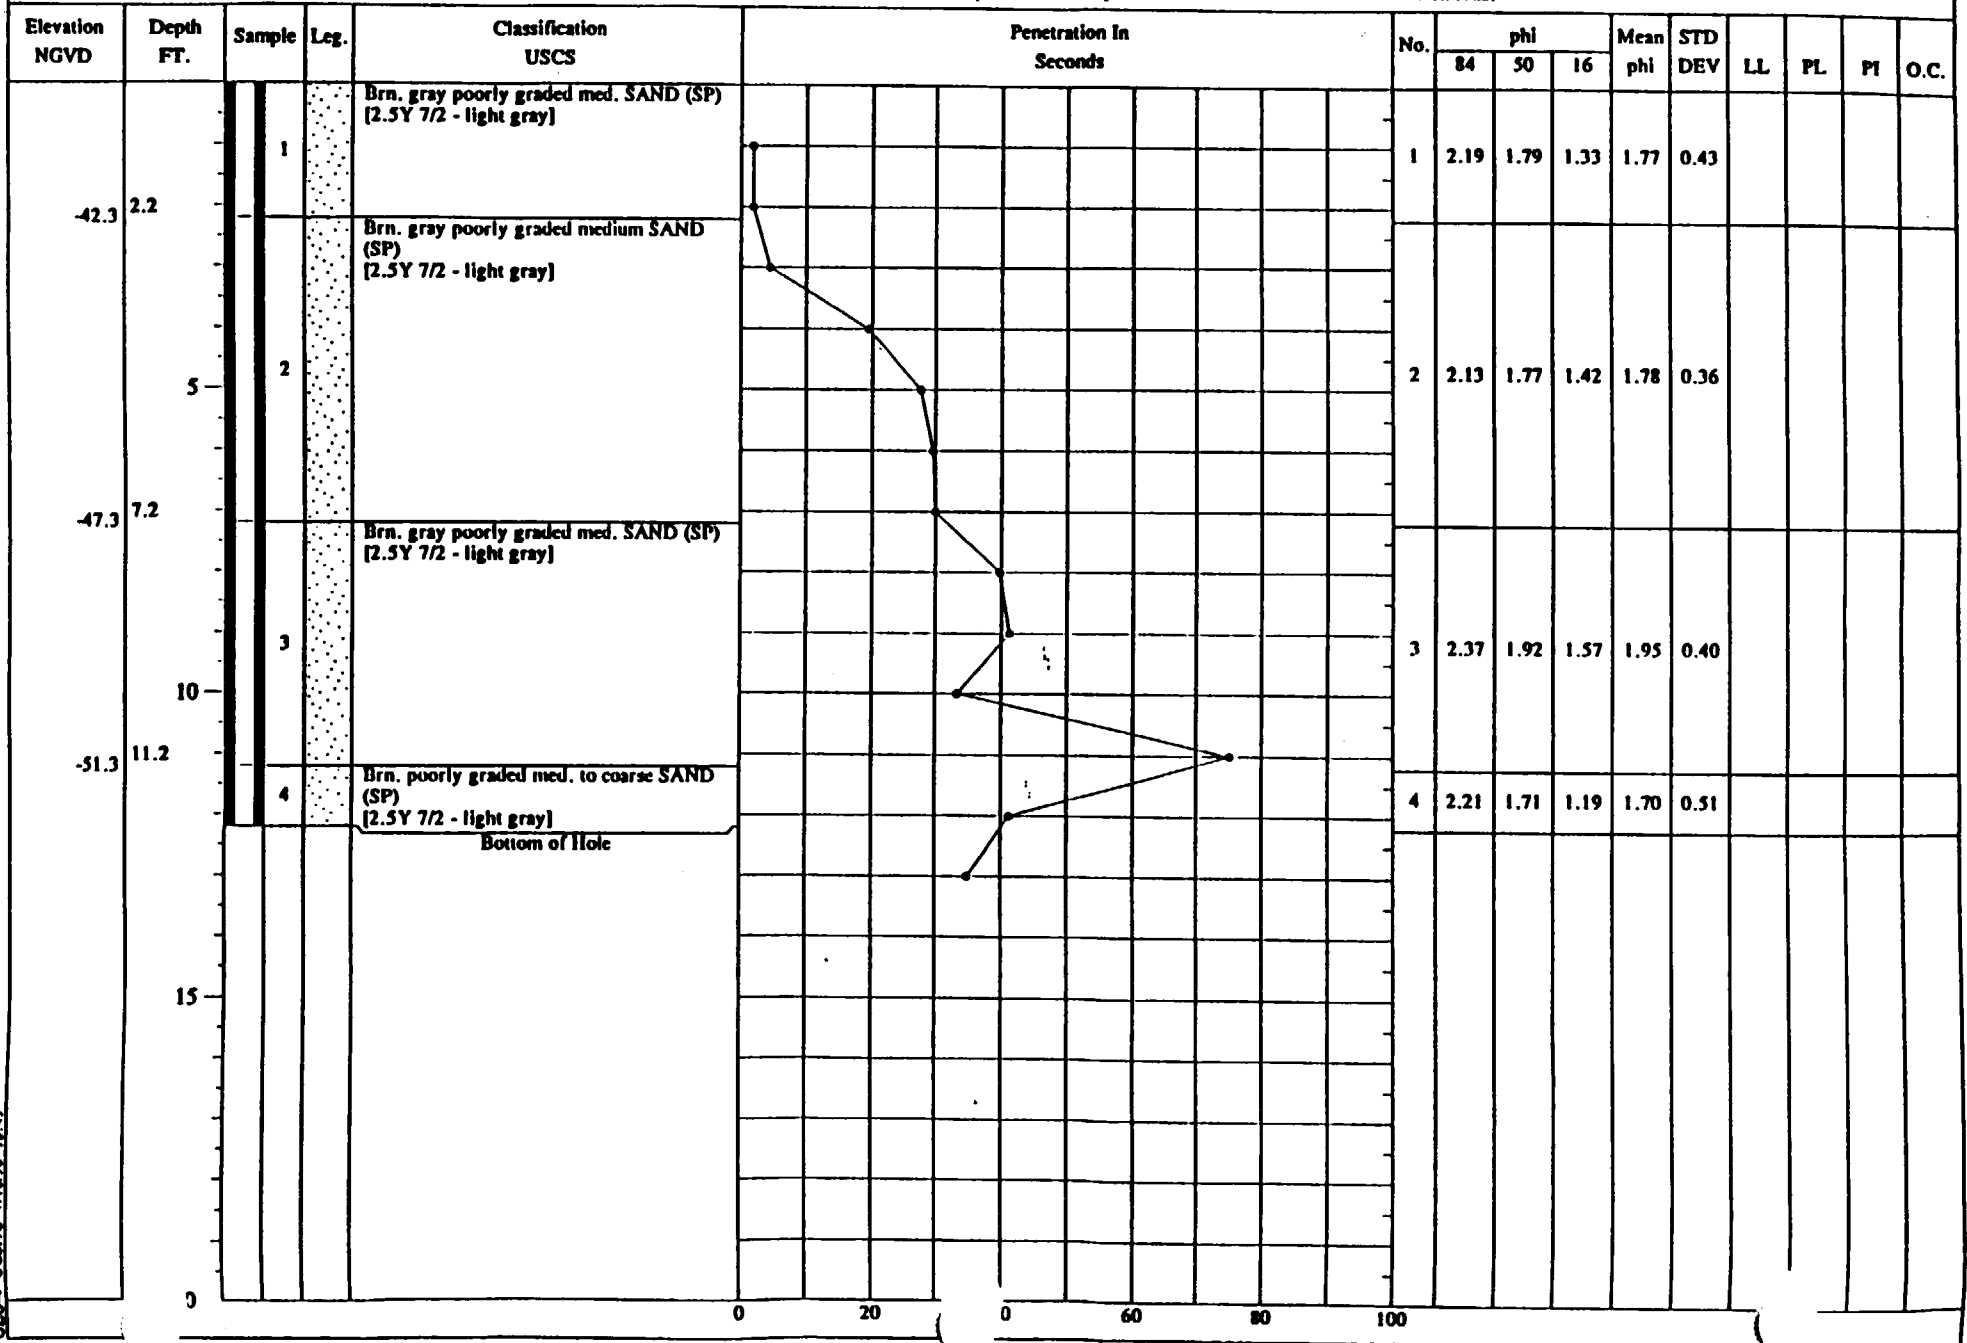 Elevation NGVD Depth FT. Sample Leg. Classification USCS Penetration In Seconds No. phi 84 50 16 Mean phi STD DEV LL PL PI O.C.
Brn. gray poorly graded med. SAND (SP)
[2.5Y 7/2 - light gray]
1
1 2.19 1.79 1.33 1.77 0.43
-42.3 2.2
Brn. gray poorly graded medium SAND
(SP)
[2.5Y 7/2 - light gray]
2
2 2.13 1.77 1.42 1.78 0.36
5
-47.3 7.2
Brn. gray poorly graded med. SAND (SP)
[2.5Y 7/2 - light gray]
3
3 2.37 1.92 1.57 1.95 0.40
10
-51.3 11.2
Brn. poorly graded med. to coarse SAND
(SP)
[2.5Y 7/2 - light gray]
4
4 2.21 1.71 1.19 1.70 0.51
Bottom of Hole
15
0
0 20 0 60 80 100